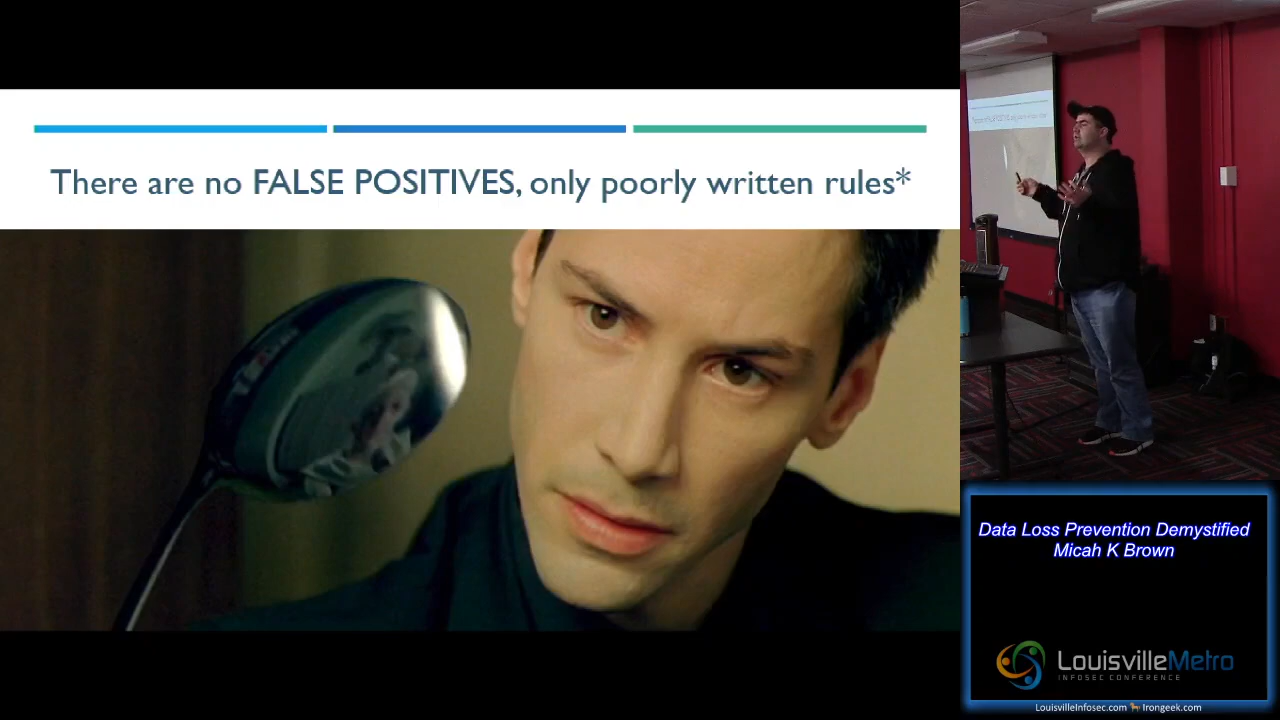 There are no FALSE POSITIVES, only poorly written rules*
Data Loss Prevention Demystified
Micah K Brown
LouisvilleMetro
INFOSEC CONFERENCE
LouisvilleInfosec.com Irongeek.com